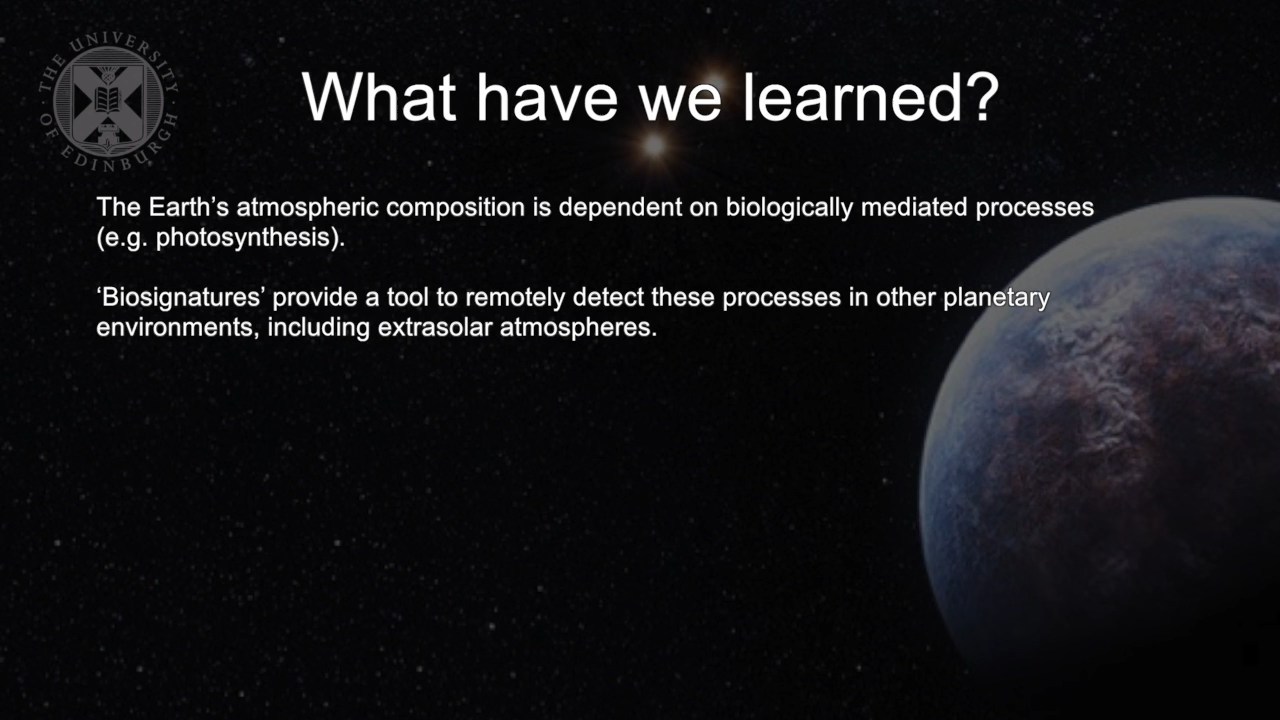 THE UNIVERSITY
OF EDINBURGH
What have we learned?
The Earth’s atmospheric composition is dependent on biologically mediated processes
(e.g. photosynthesis).
‘Biosignatures’ provide a tool to remotely detect these processes in other planetary
environments, including extrasolar atmospheres.